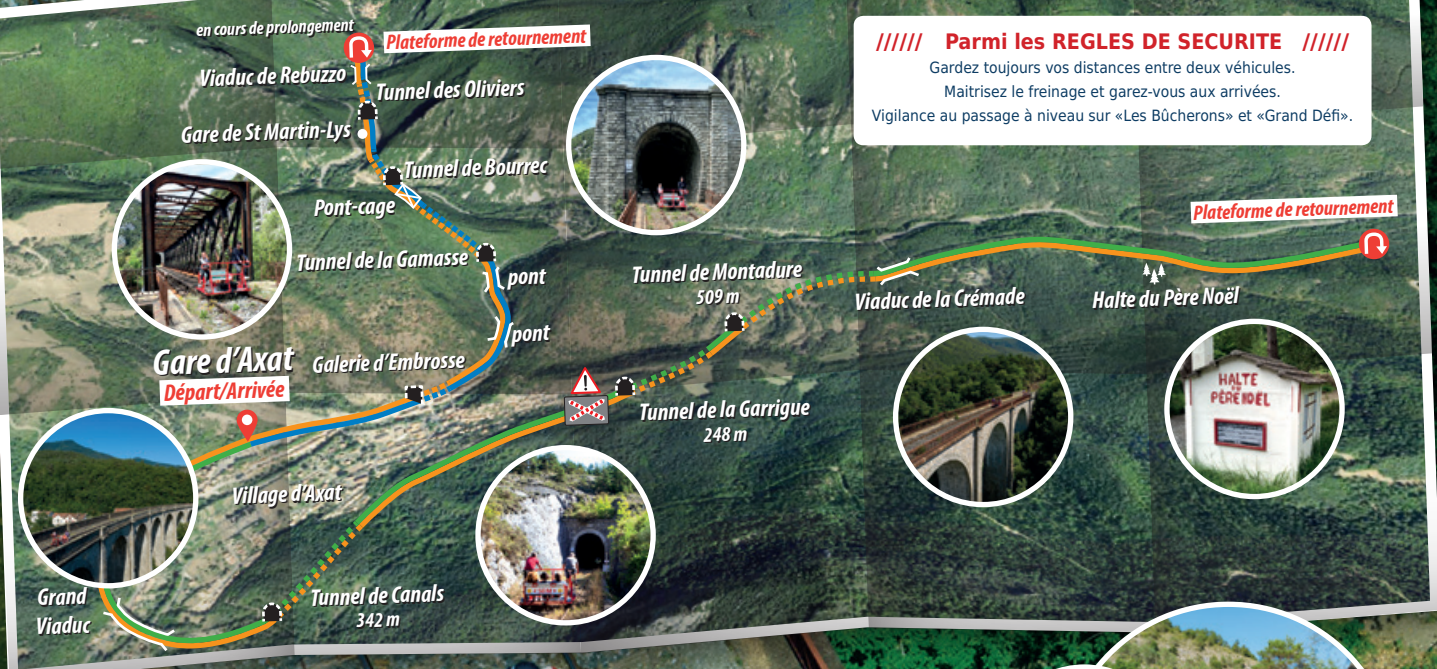 en cours de prolongement
Plateforme de retournement
Viaduc de Rebuzzo
Tunnel des Oliviers
Gare de St Martin-Lys
Tunnel de Bourrec
Pont-cage
Tunnel de la Gamasse
pont
pont
Galerie d'Embrosse
Gare d'Axat
Départ/Arrivée
Village d'Axat
Grand
Viaduc
Tunnel de Canals
342 m
Tunnel de la Garrigue
248 m
Tunnel de Montadure
509 m
Viaduc de la Crémade
Halte du Père Noël
Plateforme de retournement
HALTE
DU
PÈRE NOËL
////// Parmi les REGLES DE SECURITE //////
Gardez toujours vos distances entre deux véhicules.
Maitrisez le freinage et garez-vous aux arrivées.
Vigilance au passage à niveau sur «Les Bûcherons» et «Grand Défi».